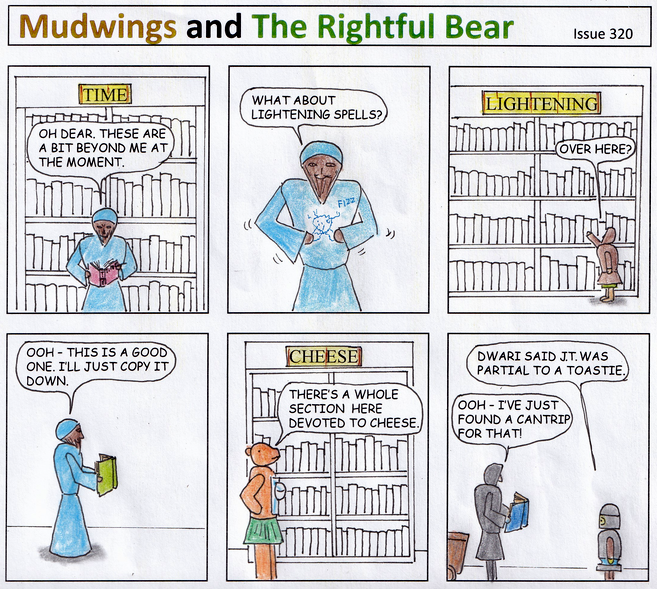 Mudwings and The Rightful Bear
Issue 320
TIME
OH DEAR. THESE ARE
A BIT BEYOND ME AT
THE MOMENT.
WHAT ABOUT
LIGHTENING SPELLS?
FIZZ
LIGHTENING
OVER HERE?
OOH - THIS IS A GOOD
ONE. I'LL JUST COPY IT
DOWN.
CHEESE
THERE'S A WHOLE
SECTION HERE
DEVOTED TO CHEESE.
DWARI SAID J.T. WAS
PARTIAL TO A TOASTIE.
OOH - I'VE JUST
FOUND A CANTRIP
FOR THAT!